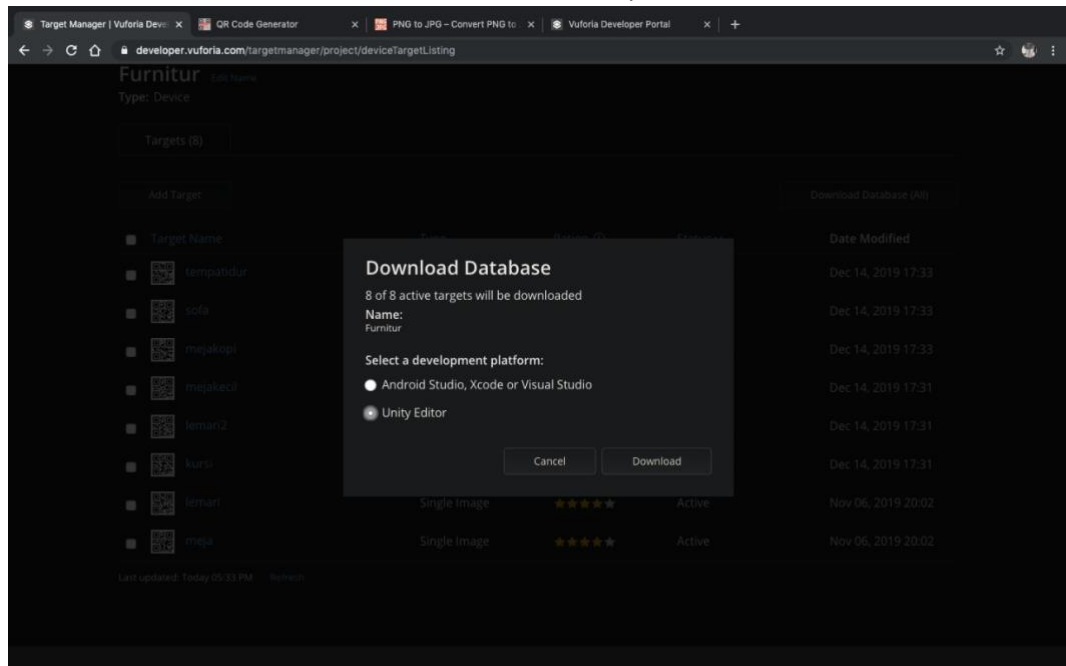 Target Manager | Vuforia Deve
QR Code Generator
PNG to JPG – Convert PNG to
Vuforia Developer Portal
developer.vuforia.com/targetmanager/project/deviceTargetListing
Furnitur Edit Name
Type: Device
Targets (8)
Add Target
Download Database (All)
Target Name Type Rating Status Date Modified
tempatidur Dec 14, 2019 17:33
sofa Dec 14, 2019 17:33
mejakopi Dec 14, 2019 17:33
mejakecil Dec 14, 2019 17:31
lemari2 Dec 14, 2019 17:31
kursi Dec 14, 2019 17:31
lemari Single Image Active Nov 06, 2019 20:02
meja Single Image Active Nov 06, 2019 20:02
Last updated: Today 05:33 PM Refresh
Download Database
8 of 8 active targets will be downloaded
Name:
Furnitur
Select a development platform:
Android Studio, Xcode or Visual Studio
Unity Editor
Cancel Download